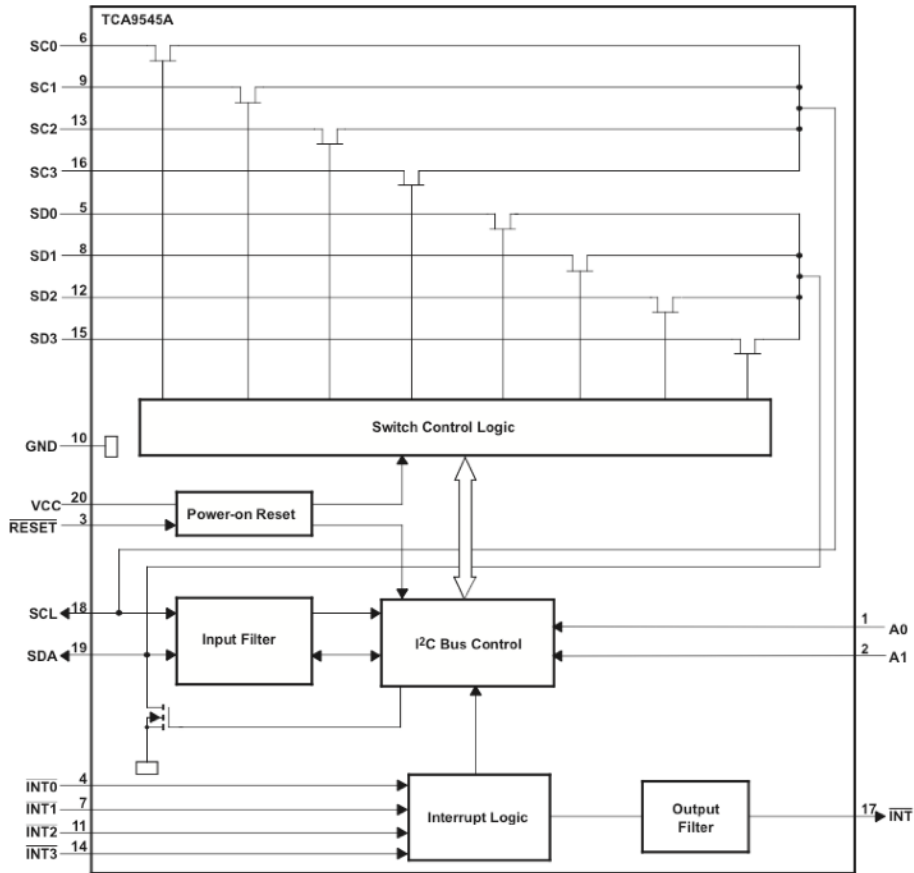 TCA9545A
SC0 6
SC1 9
SC2 13
SC3 16
SD0 5
SD1 8
SD2 12
SD3 15
Switch Control Logic
GND 10
VCC 20
Power-on Reset
RESET 3
SCL 18
SDA 19
Input Filter
I²C Bus Control
1 A0
2 A1
INT0 4
INT1 7
INT2 11
INT3 14
Interrupt Logic
Output
Filter
17 INT